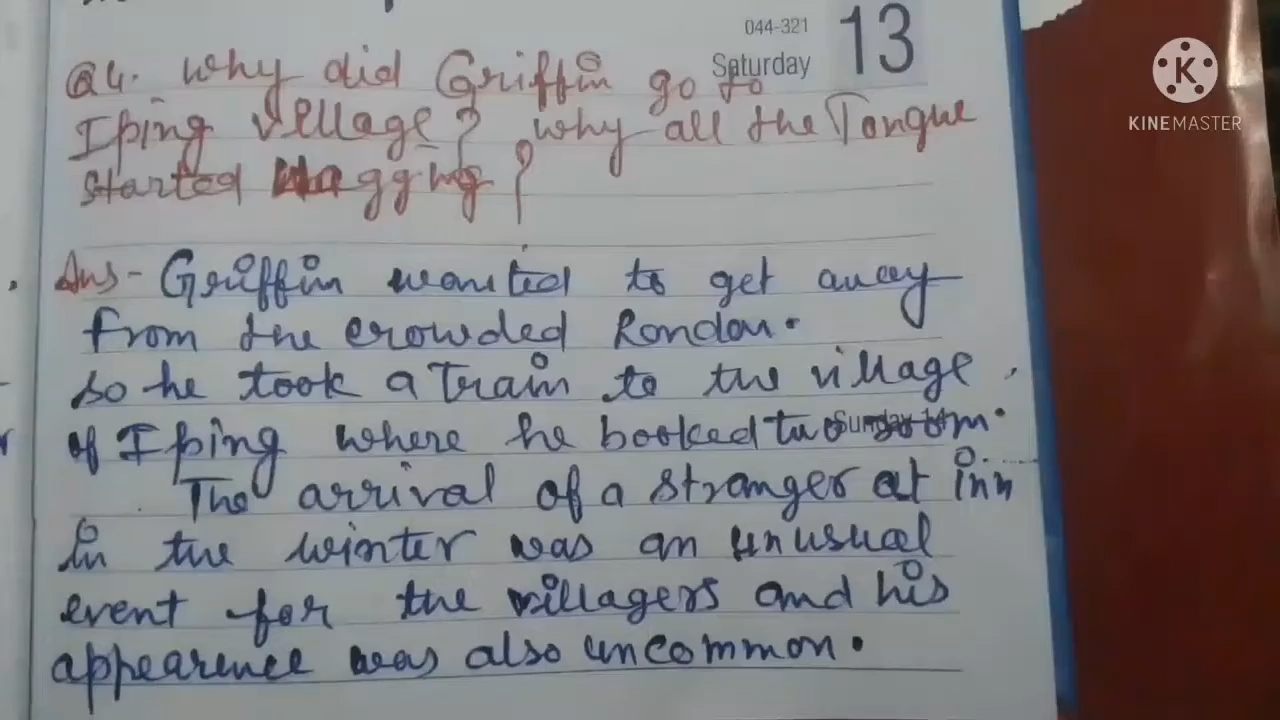 044-321
Saturday 13
K
KINEMASTER
Q4. Why did Griffin go to
Iping village? Why all the Tongue
started wagging?
Ans- Griffin wanted to get away
from the crowded London.
So he took a train to the village
of Iping where he booked two room.
Sunday 14
The arrival of a stranger at inn
in the winter was an unusual
event for the villagers and his
appearence was also uncommon.